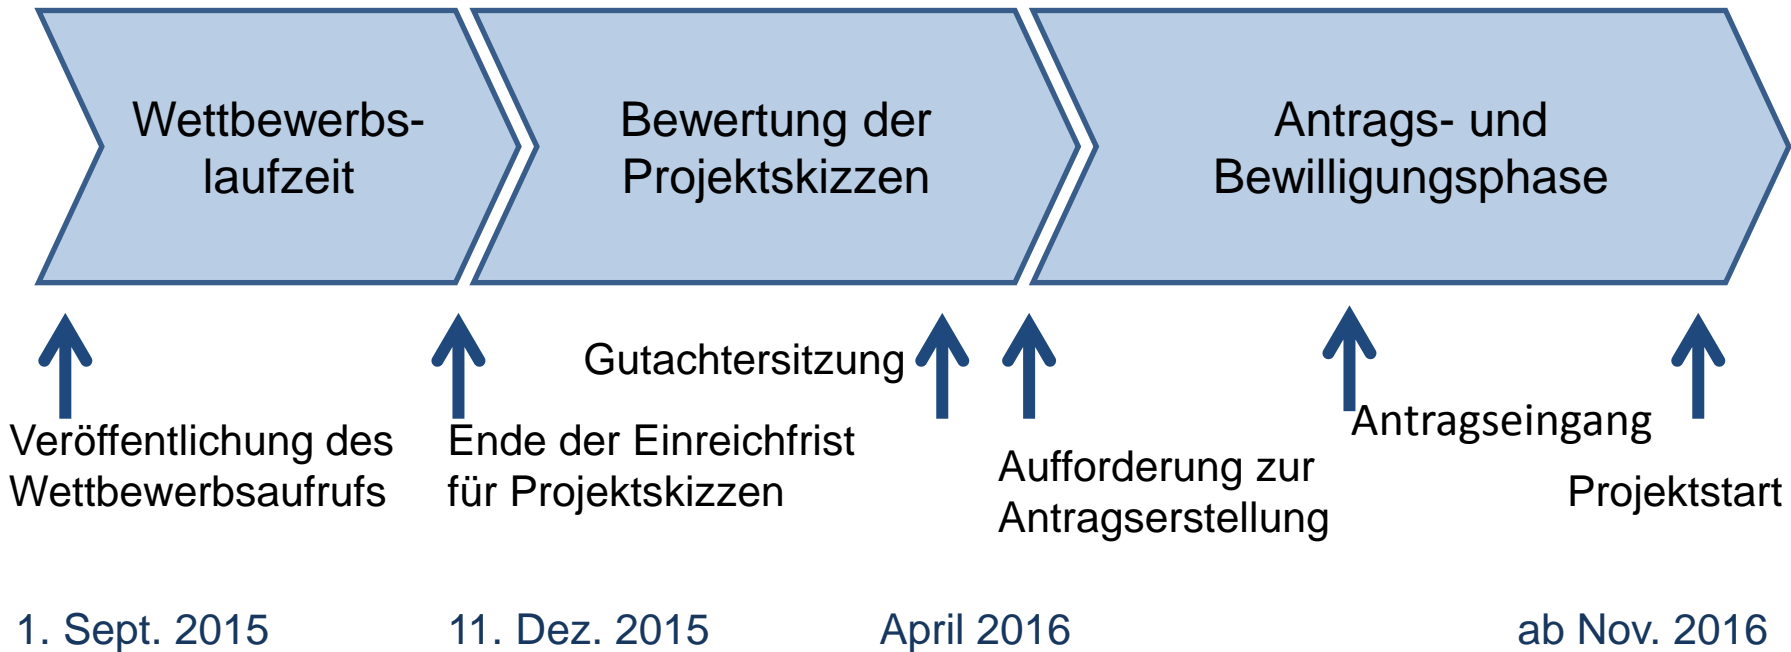 Wettbewerbs-
laufzeit
Bewertung der
Projektskizzen
Antrags- und
Bewilligungsphase
Gutachtersitzung
Veröffentlichung des
Wettbewerbsaufrufs
Ende der Einreichfrist
für Projektskizzen
Aufforderung zur
Antragserstellung
Antragseingang
Projektstart
1. Sept. 2015
11. Dez. 2015
April 2016
ab Nov. 2016